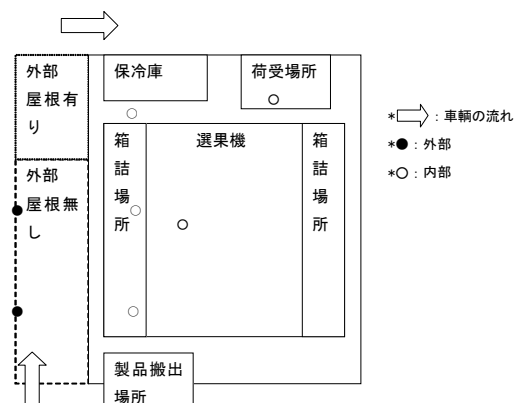 外部
屋根有
り
保冷庫
荷受場所
箱
詰
場
所
選果機
箱
詰
場
所
外部
屋根無
し
製品搬出
場所
*：車輌の流れ
*●：外部
*○：内部